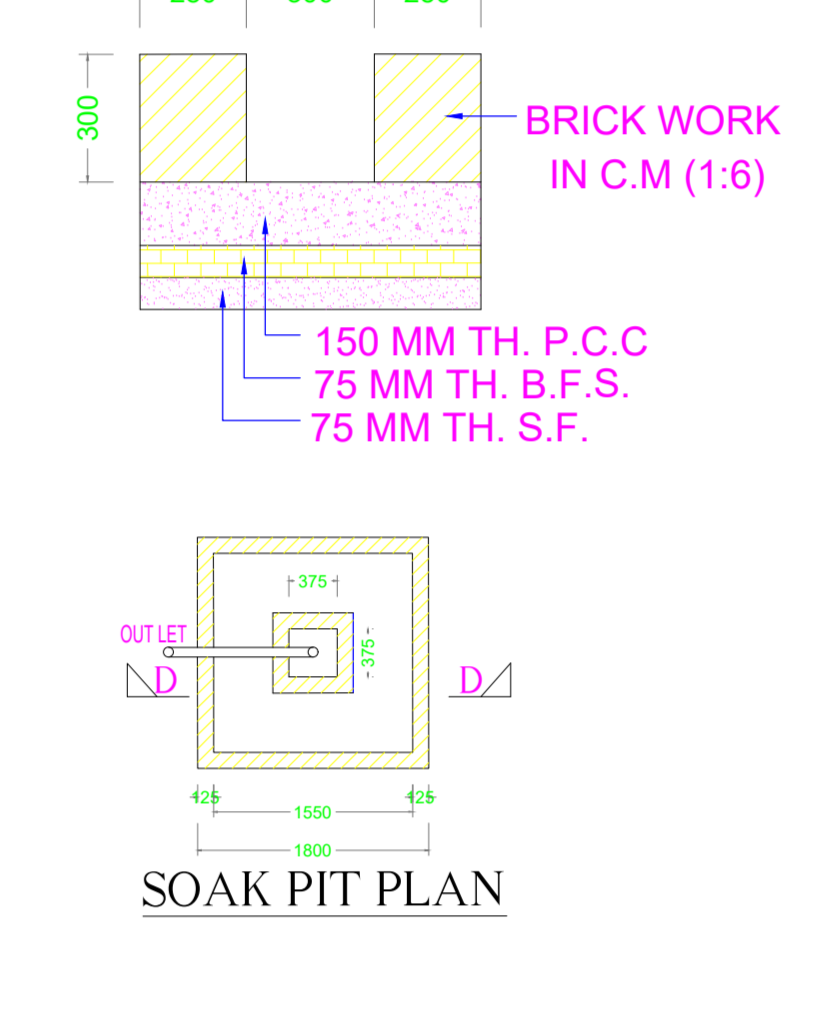 300
BRICK WORK
IN C.M (1:6)
150 MM TH. P.C.C
75 MM TH. B.F.S.
75 MM TH. S.F.
375
OUT LET
375
D
D
125
125
1550
1800
SOAK PIT PLAN